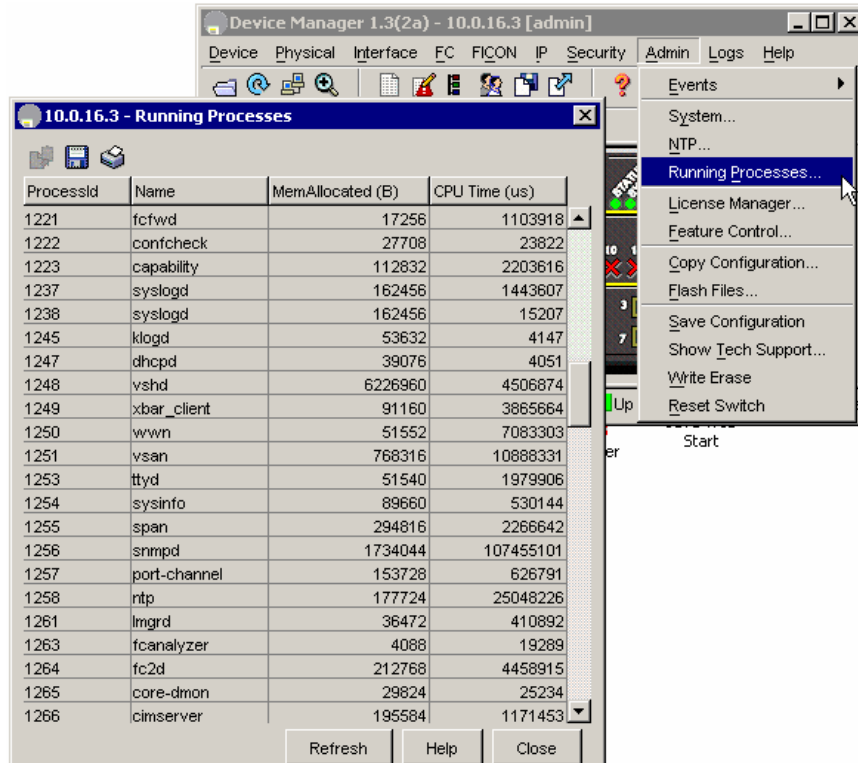 Device Manager 1.3(2a) - 10.0.16.3 [admin]
Device Physical Interface FC FICON IP Security Admin Logs Help
Events
System...
NTP...
Running Processes...
License Manager...
Feature Control...
Copy Configuration...
Flash Files...
Save Configuration
Show Tech Support...
Write Erase
Reset Switch
10.0.16.3 - Running Processes
ProcessId Name MemAllocated (B) CPU Time (us)
1221 fcfwd 17256 1103918
1222 confcheck 27708 23822
1223 capability 112832 2203616
1237 syslogd 162456 1443607
1238 syslogd 162456 15207
1245 klogd 53632 4147
1247 dhcpd 39076 4051
1248 vshd 6226960 4506874
1249 xbar_client 91160 3865664
1250 wwn 51552 7083303
1251 vsan 768316 10888331
1253 ttyd 51540 1979906
1254 sysinfo 89660 530144
1255 span 294816 2266642
1256 snmpd 1734044 107455101
1257 port-channel 153728 626791
1258 ntp 177724 25048226
1261 lmgrd 36472 410892
1263 fcanalyzer 4088 19289
1264 fc2d 212768 4458915
1265 core-dmon 29824 25234
1266 cimserver 195584 1171453
Refresh Help Close
10
3
7
Up
er
Start